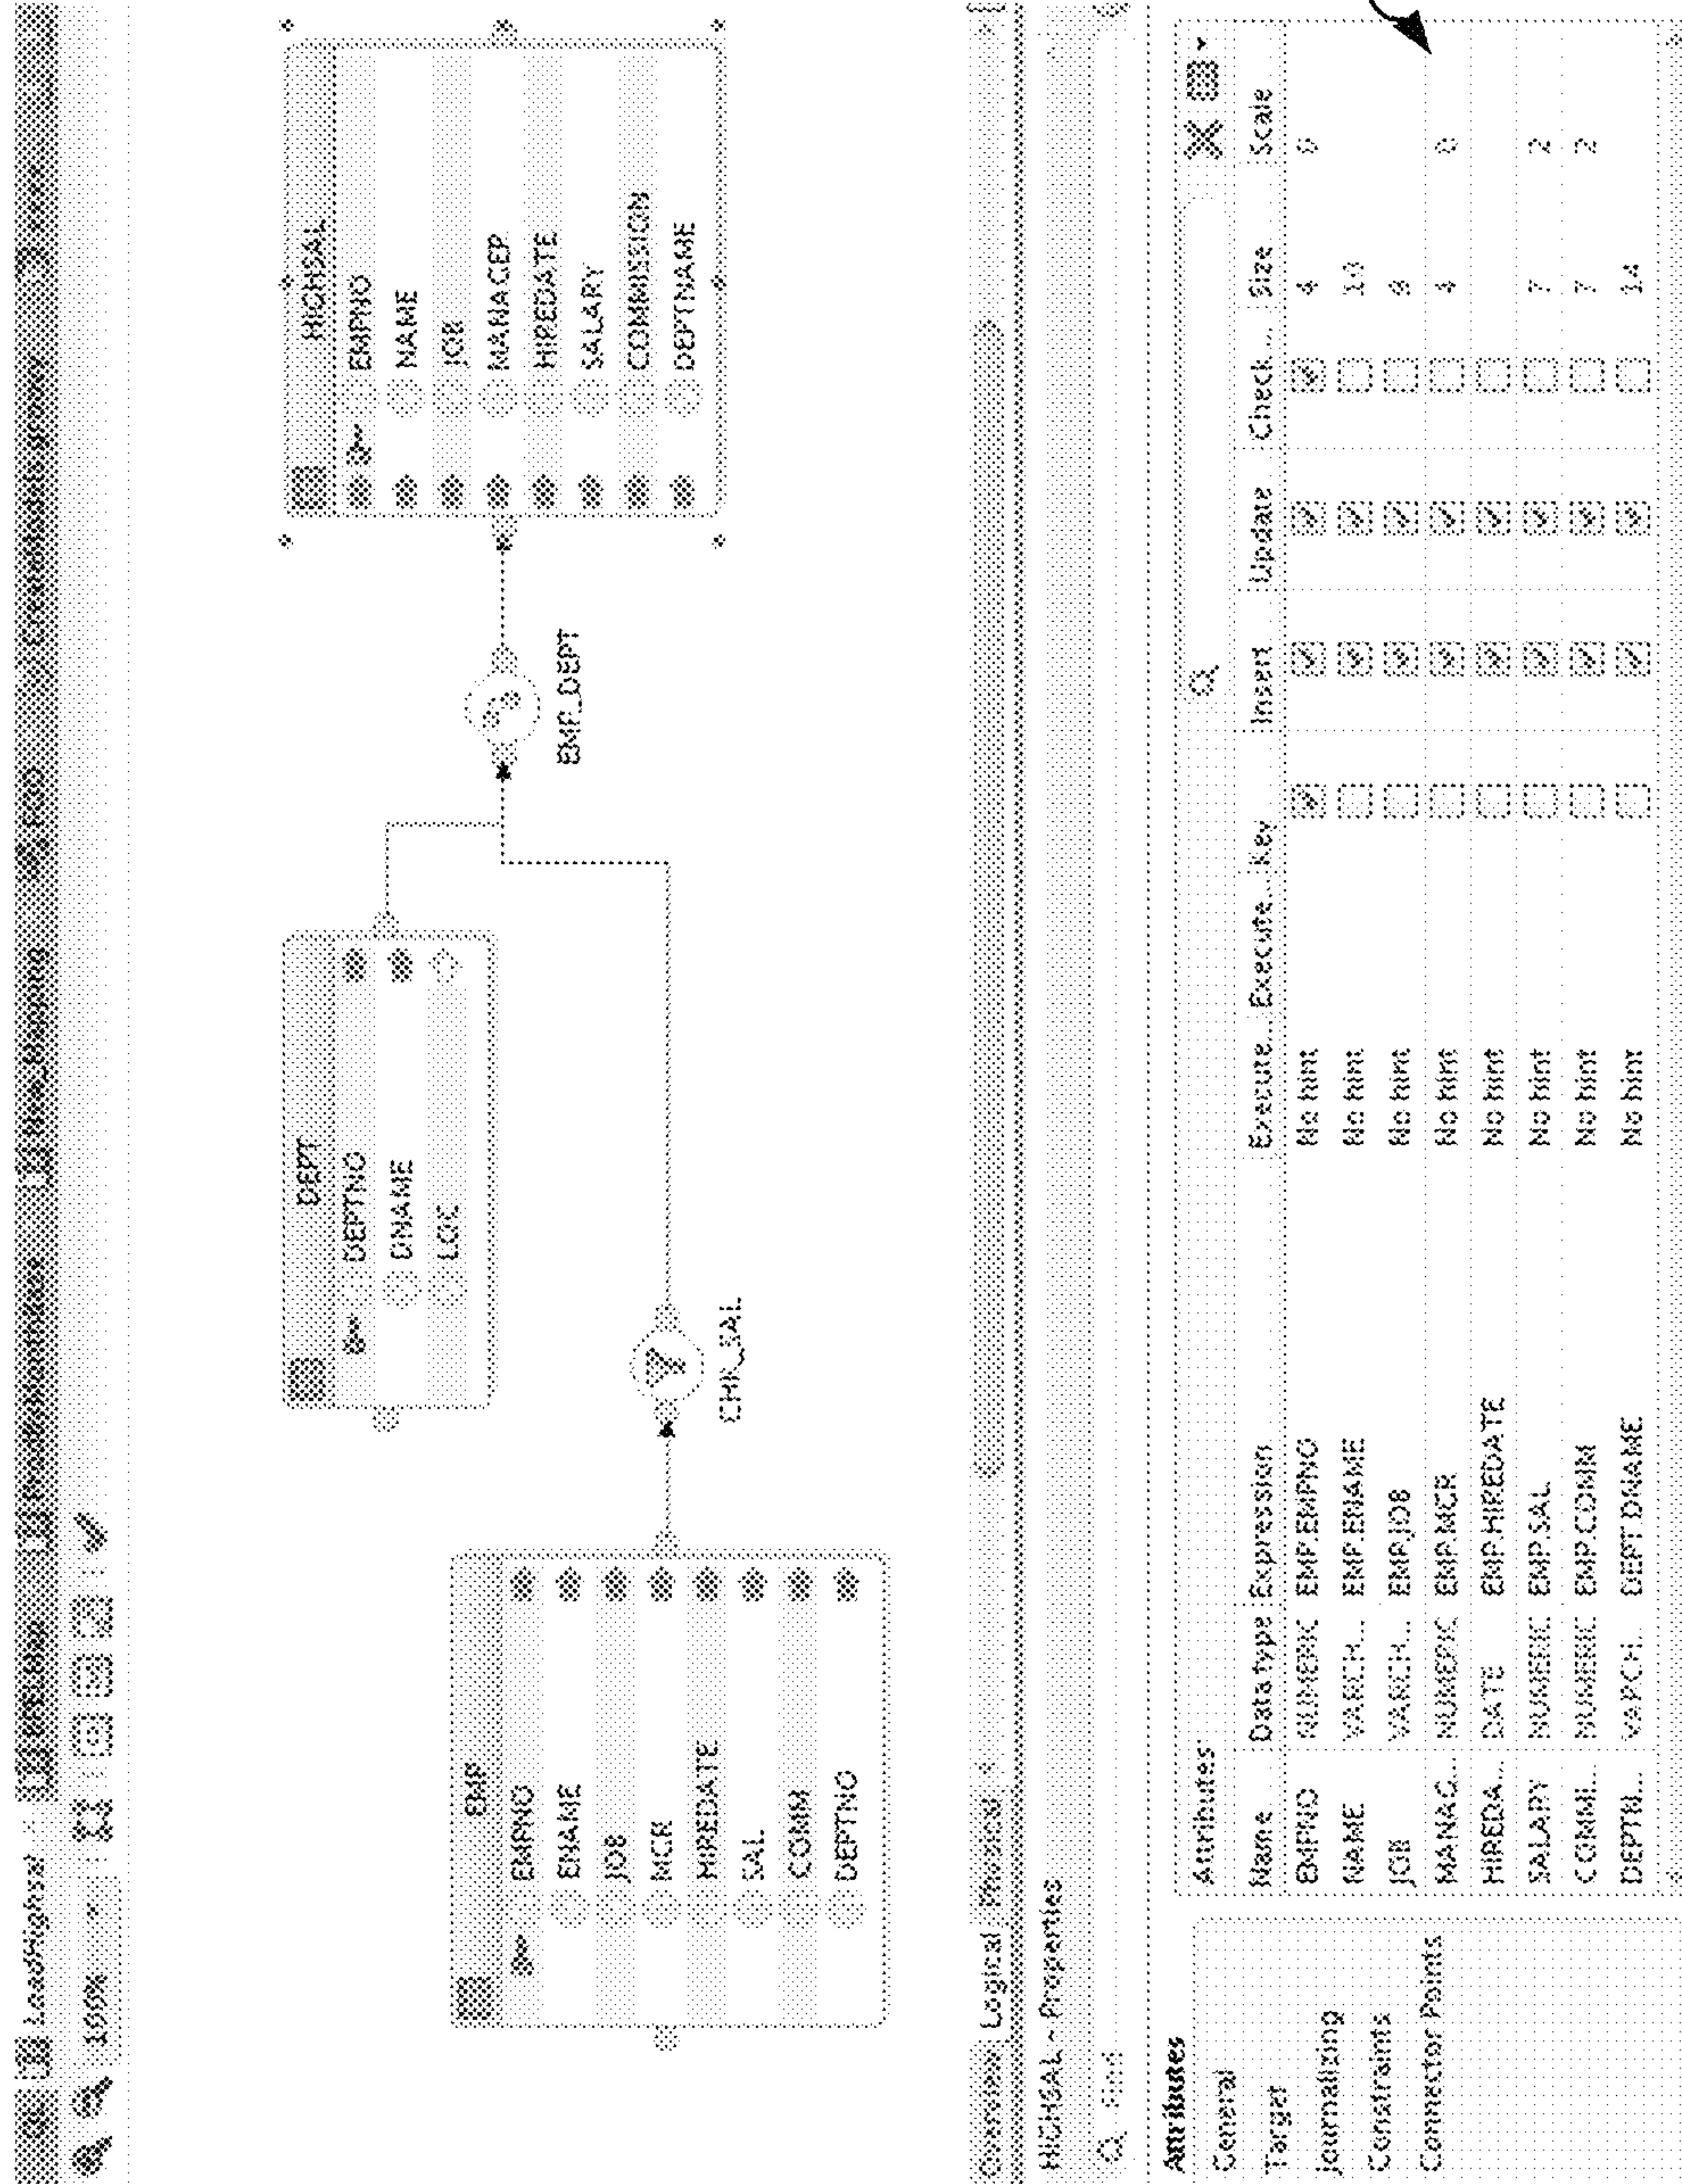 LoadHighSal
100%
EMP
EMPNO
ENAME
JOB
MGR
HIREDATE
SAL
COMM
DEPTNO
CHK_SAL
DEPT
DEPTNO
DNAME
LOC
EMP_DEPT
HIGHSAL
EMPNO
NAME
JOB
MANAGER
HIREDATE
SALARY
COMMISSION
DEPTNAME
Overview Logical Physical
HIGHSAL - Properties
Find
Attributes
General
Target
Journalizing
Constraints
Connector Points
Attributes
Name Data type Expression Execute... Execute... Key Insert Update Check... Size Scale
EMPNO NUMERIC EMP.EMPNO No hint 4 0
NAME VARCH... EMP.ENAME No hint 10
JOB VARCH... EMP.JOB No hint 9
MANAG... NUMERIC EMP.MGR No hint 4 0
HIREDA... DATE EMP.HIREDATE No hint
SALARY NUMERIC EMP.SAL No hint 7 2
COMMI... NUMERIC EMP.COMM No hint 7 2
DEPTN... VARCH... DEPT.DNAME No hint 14